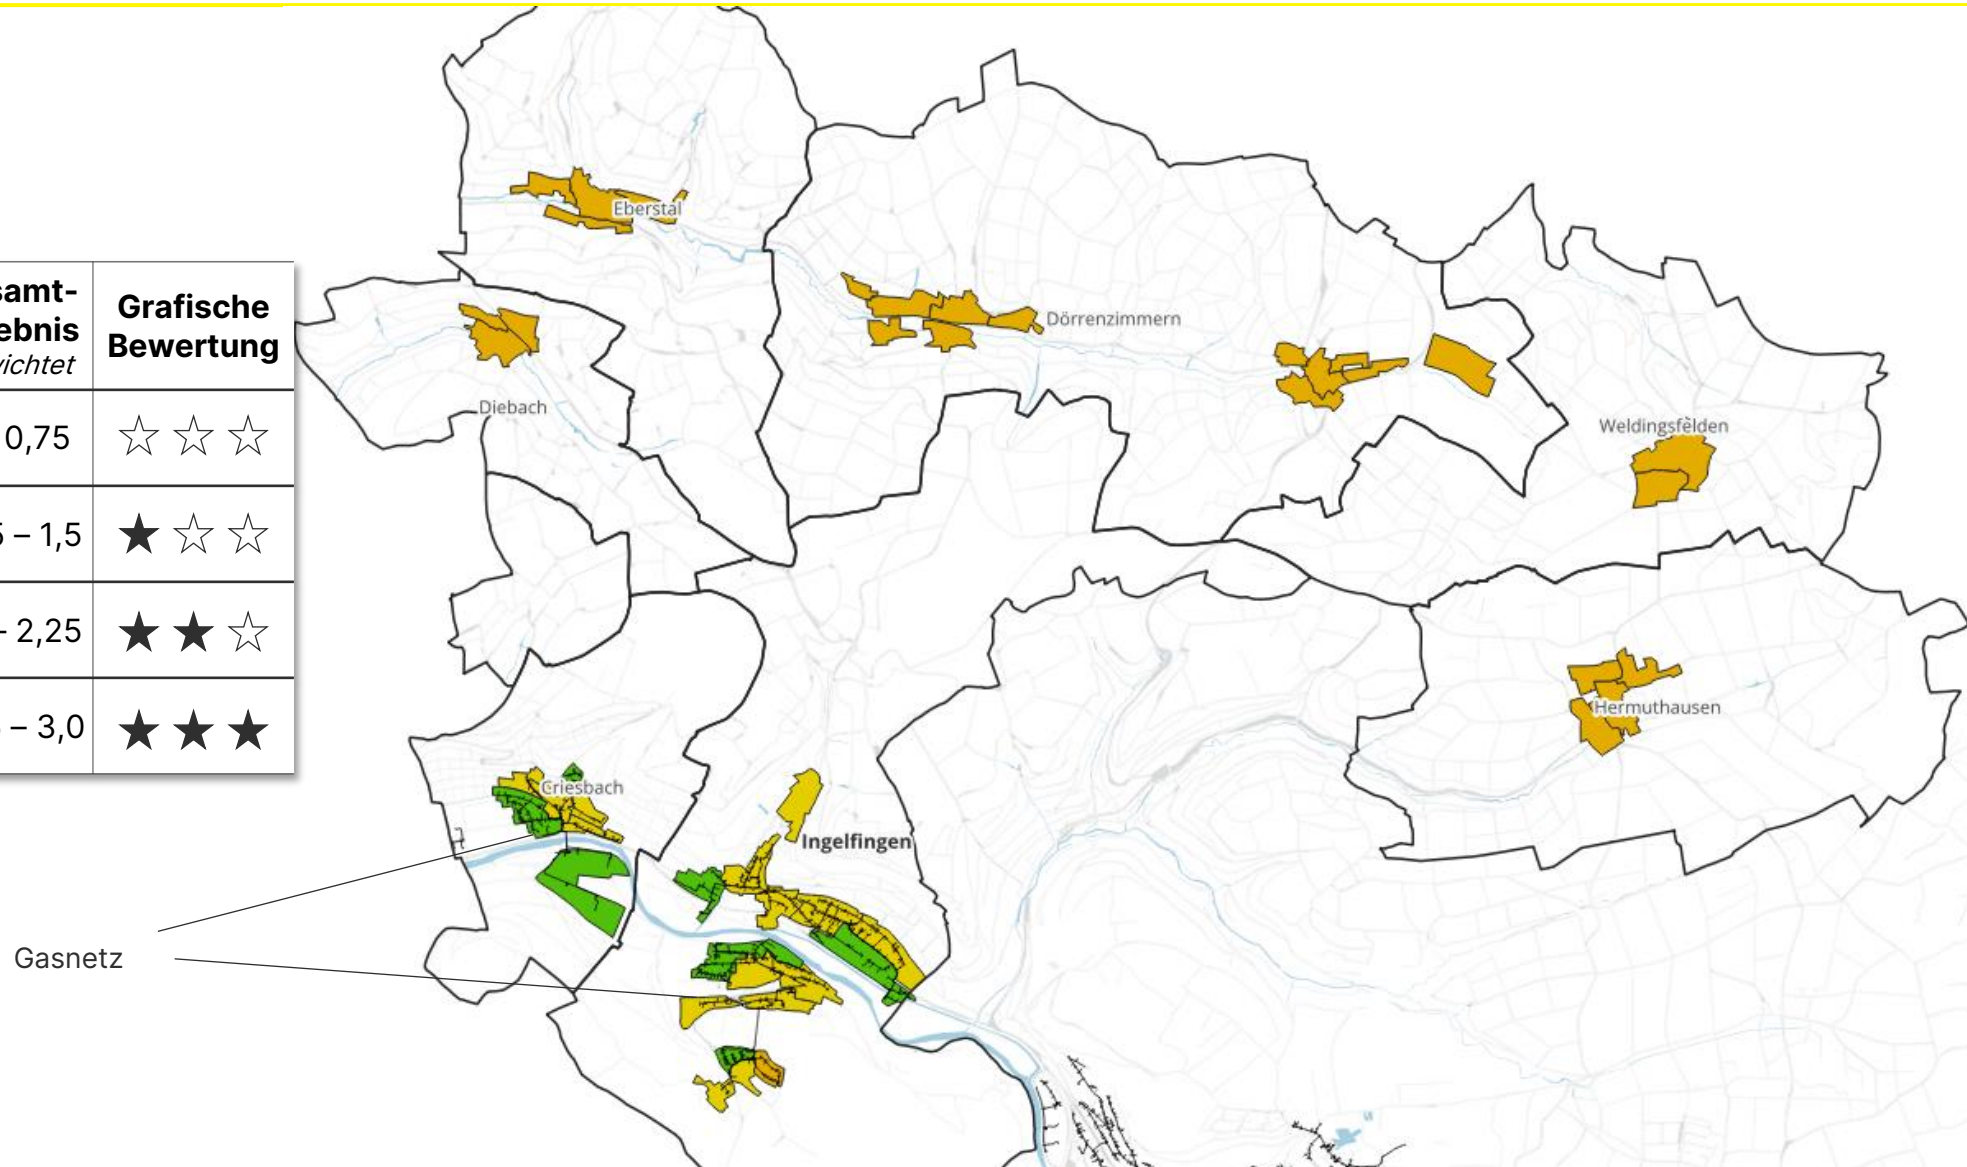 samt-
ebnis
vichtet
Grafische
Bewertung
0,75
☆ ☆ ☆
5 – 1,5
★ ☆ ☆
– 2,25
★ ★ ☆
– 3,0
★ ★ ★
Eberstal
Dörrenzimmern
Diebach
Weldingsfelden
Hermuthausen
Criesbach
Ingelfingen
Gasnetz